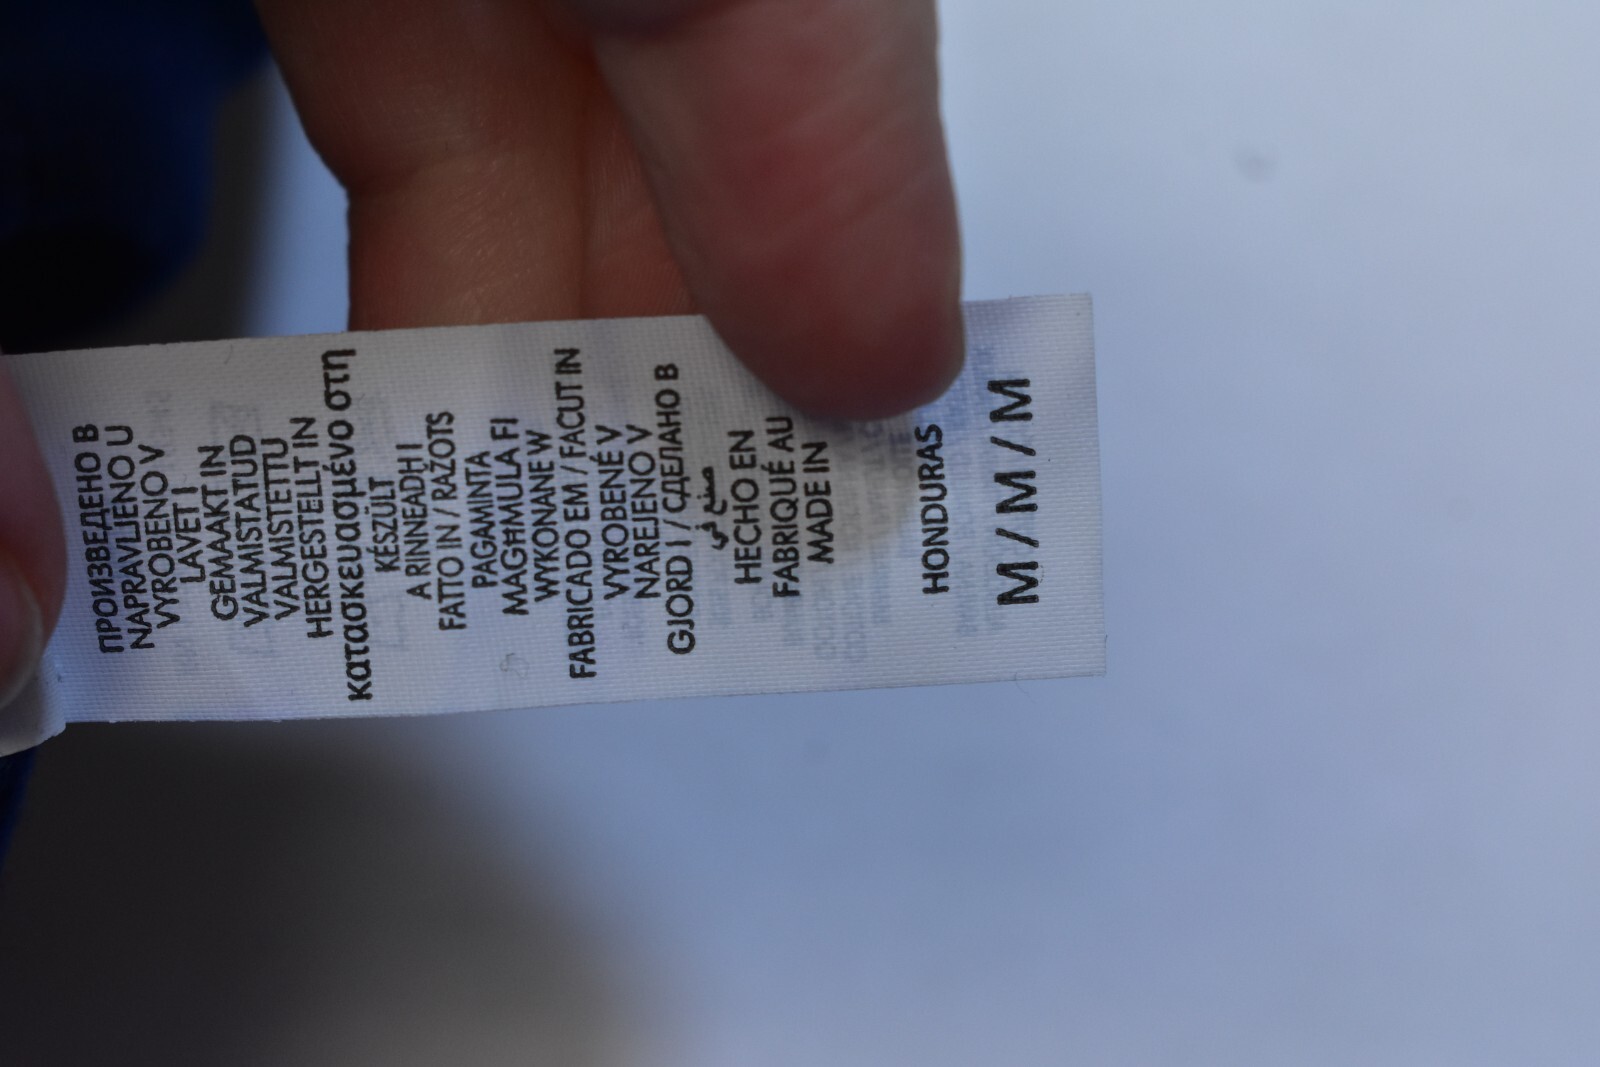 ПРОИЗВЕДЕНО В
NAPRAVLJENO U
VYROBENO V
LAVET I
GEMAAKT IN
VALMISTATUD
VALMISTETTU
HERGESTELLT IN
κατασκευασμένο στη
KÉSZÜLT
A RINNEADH I
FATTO IN / RAŽOTS
PAGAMINTA
MAGĦMULA FI
WYKONANE W
FABRICADO EM / FACUT IN
VYROBENÉ V
NAREJENO V
GJORD I / СДЕЛАНО В
صنع في
HECHO EN
FABRIQUÉ AU
MADE IN
HONDURAS
M / M / M